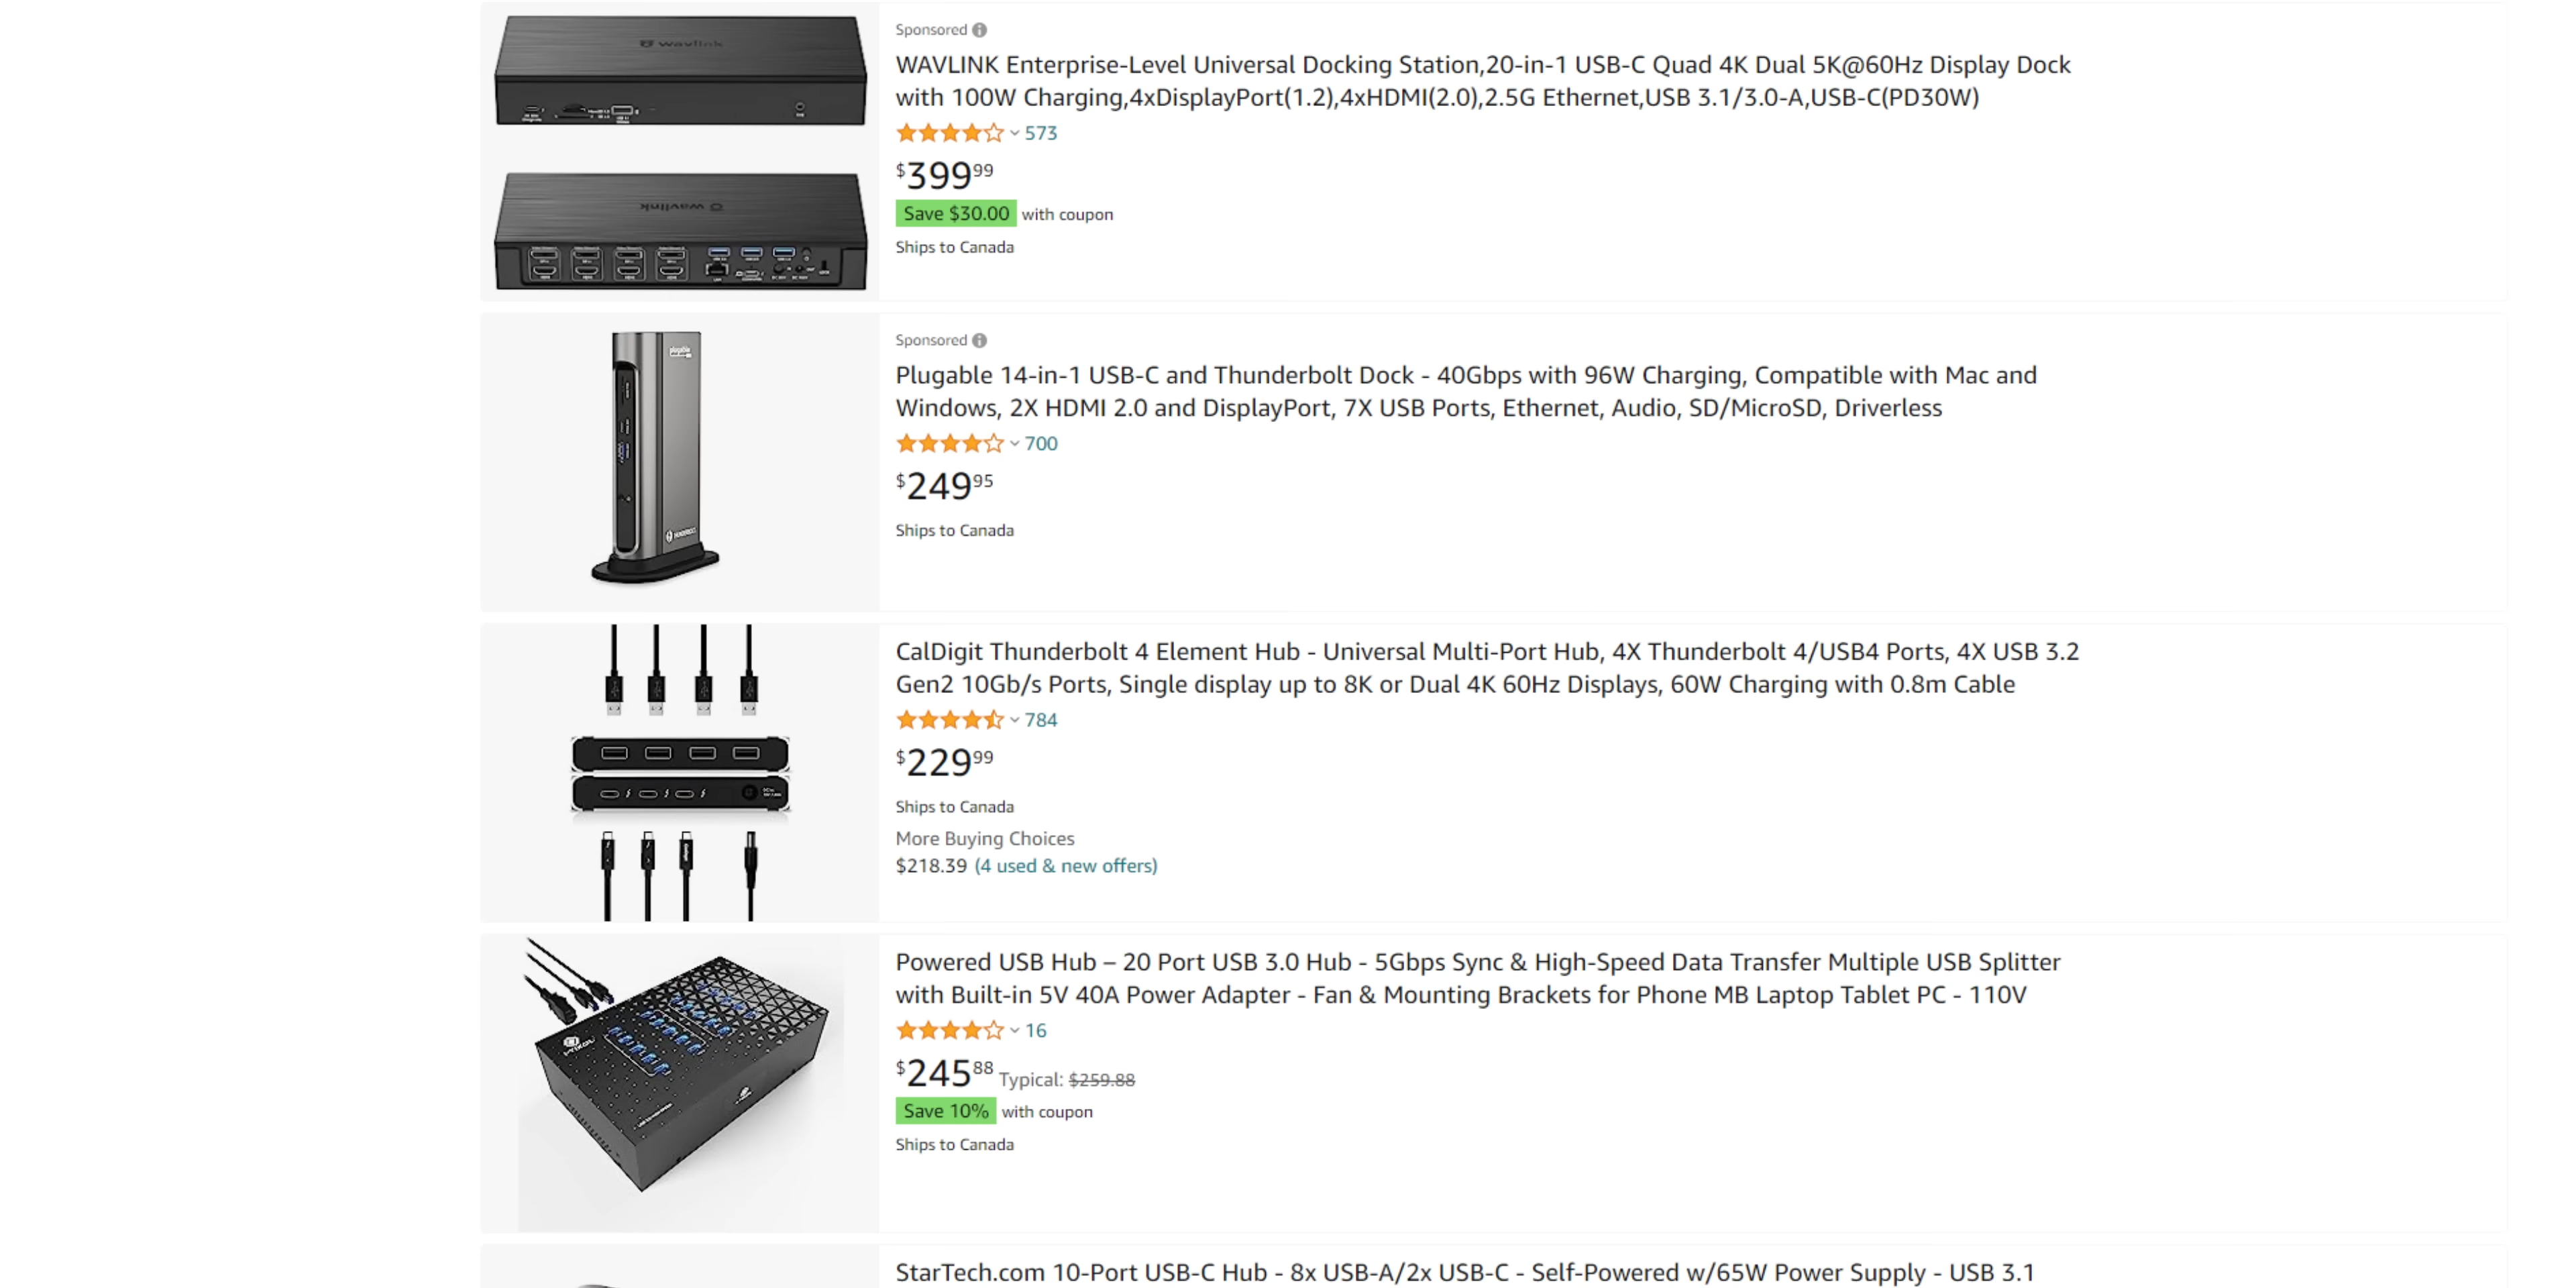 wavlink
Sponsored
WAVLINK Enterprise-Level Universal Docking Station,20-in-1 USB-C Quad 4K Dual 5K@60Hz Display Dock
with 100W Charging,4xDisplayPort(1.2),4xHDMI(2.0),2.5G Ethernet,USB 3.1/3.0-A,USB-C(PD30W)
573
$399.99
Save $30.00 with coupon
Ships to Canada
wavlink
Sponsored
plugable
Plugable 14-in-1 USB-C and Thunderbolt Dock - 40Gbps with 96W Charging, Compatible with Mac and
Windows, 2X HDMI 2.0 and DisplayPort, 7X USB Ports, Ethernet, Audio, SD/MicroSD, Driverless
700
$249.95
Ships to Canada
CalDigit Thunderbolt 4 Element Hub - Universal Multi-Port Hub, 4X Thunderbolt 4/USB4 Ports, 4X USB 3.2
Gen2 10Gb/s Ports, Single display up to 8K or Dual 4K 60Hz Displays, 60W Charging with 0.8m Cable
784
$229.99
Ships to Canada
More Buying Choices
$218.39 (4 used & new offers)
Powered USB Hub – 20 Port USB 3.0 Hub - 5Gbps Sync & High-Speed Data Transfer Multiple USB Splitter
with Built-in 5V 40A Power Adapter - Fan & Mounting Brackets for Phone MB Laptop Tablet PC - 110V
16
$245.88 Typical: $259.88
Save 10% with coupon
Ships to Canada
StarTech.com 10-Port USB-C Hub - 8x USB-A/2x USB-C - Self-Powered w/65W Power Supply - USB 3.1